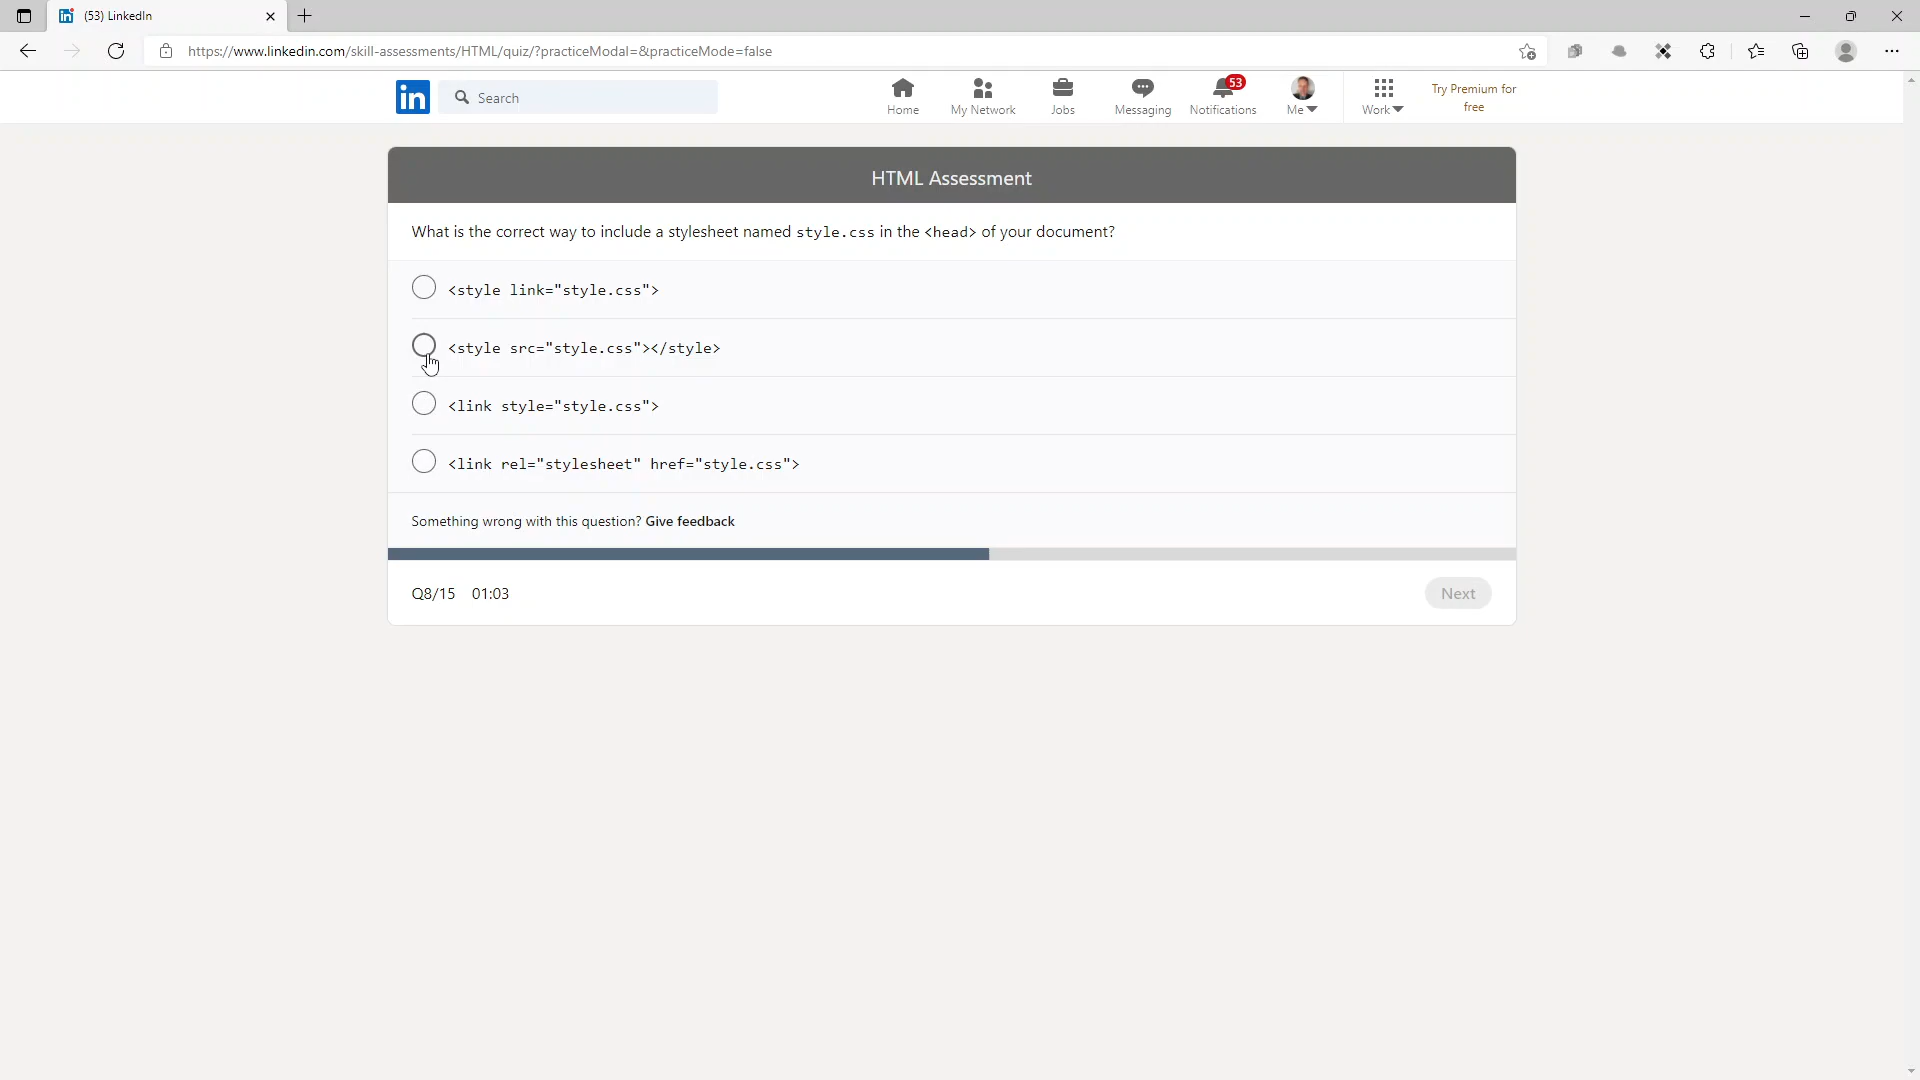 (53) LinkedIn
https://www.linkedin.com/skill-assessments/HTML/quiz/?practiceModal=&practiceMode=false
in
Search
Home
My Network
Jobs
Messaging
53
Notifications
Me
Work
Try Premium for
free
HTML Assessment
What is the correct way to include a stylesheet named style.css in the <head> of your document?
<style link="style.css">
<style src="style.css"></style>
<link style="style.css">
<link rel="stylesheet" href="style.css">
Something wrong with this question? Give feedback
Q8/15 01:03
Next